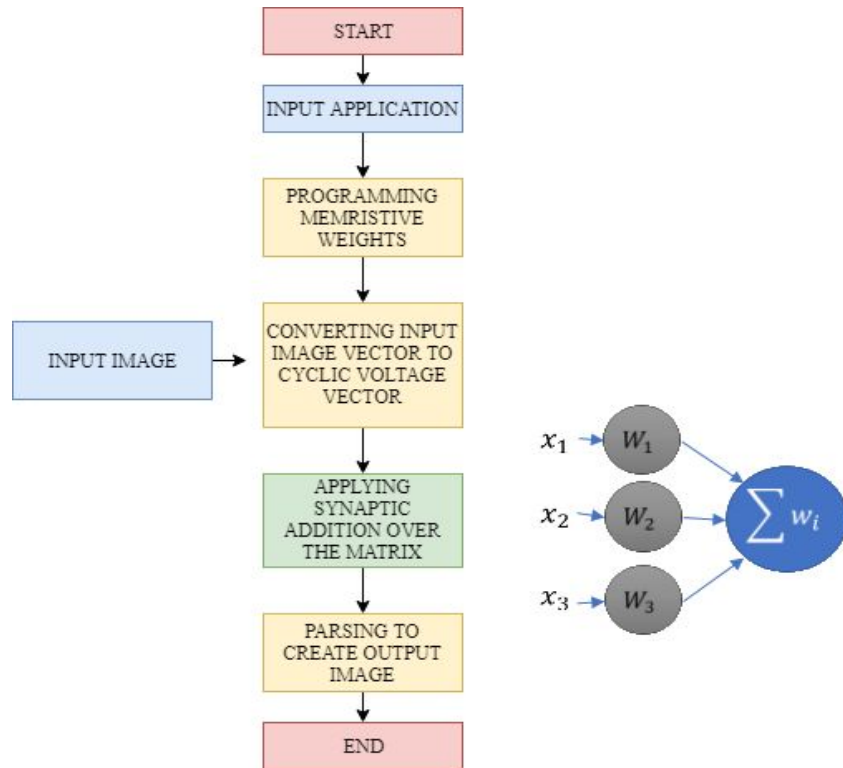 START
INPUT APPLICATION
PROGRAMMING
MEMRISTIVE
WEIGHTS
INPUT IMAGE
CONVERTING INPUT
IMAGE VECTOR TO
CYCLIC VOLTAGE
VECTOR
APPLYING
SYNAPTIC
ADDITION OVER
THE MATRIX
PARSING TO
CREATE OUTPUT
IMAGE
END
x₁ W₁
x₂ W₂
x₃ W₃
∑ wᵢ